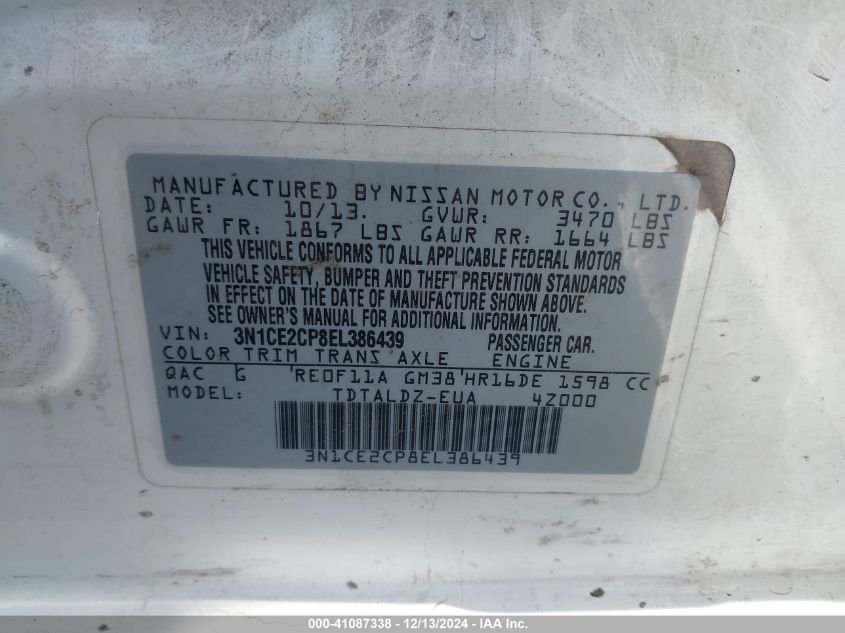 MANUFACTURED BY NISSAN MOTOR CO., LTD.
DATE: 10/13. GVWR: 3470 LBS
GAWR FR: 1867 LBS GAWR RR: 1664 LBS
THIS VEHICLE CONFORMS TO ALL APPLICABLE FEDERAL MOTOR
VEHICLE SAFETY, BUMPER AND THEFT PREVENTION STANDARDS
IN EFFECT ON THE DATE OF MANUFACTURE SHOWN ABOVE.
SEE OWNER'S MANUAL FOR ADDITIONAL INFORMATION.
VIN: 3N1CE2CP8EL386439 PASSENGER CAR.
COLOR TRIM TRANS AXLE ENGINE
QAC G RE0F11A GM38 HR16DE 1598 CC
MODEL: TDTALDZ-EUA 4Z000
3N1CE2CP8EL386439
000-41087338 - 12/13/2024 - IAAI Inc.